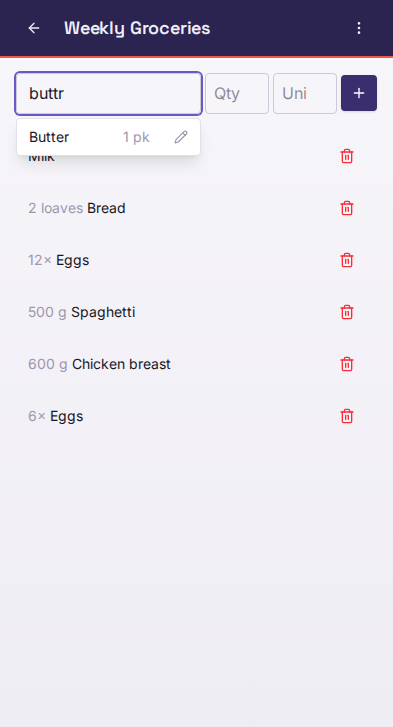 Weekly Groceries
buttr Qty Uni
Butter 1 pk
Milk
2 loaves Bread
12× Eggs
500 g Spaghetti
600 g Chicken breast
6× Eggs